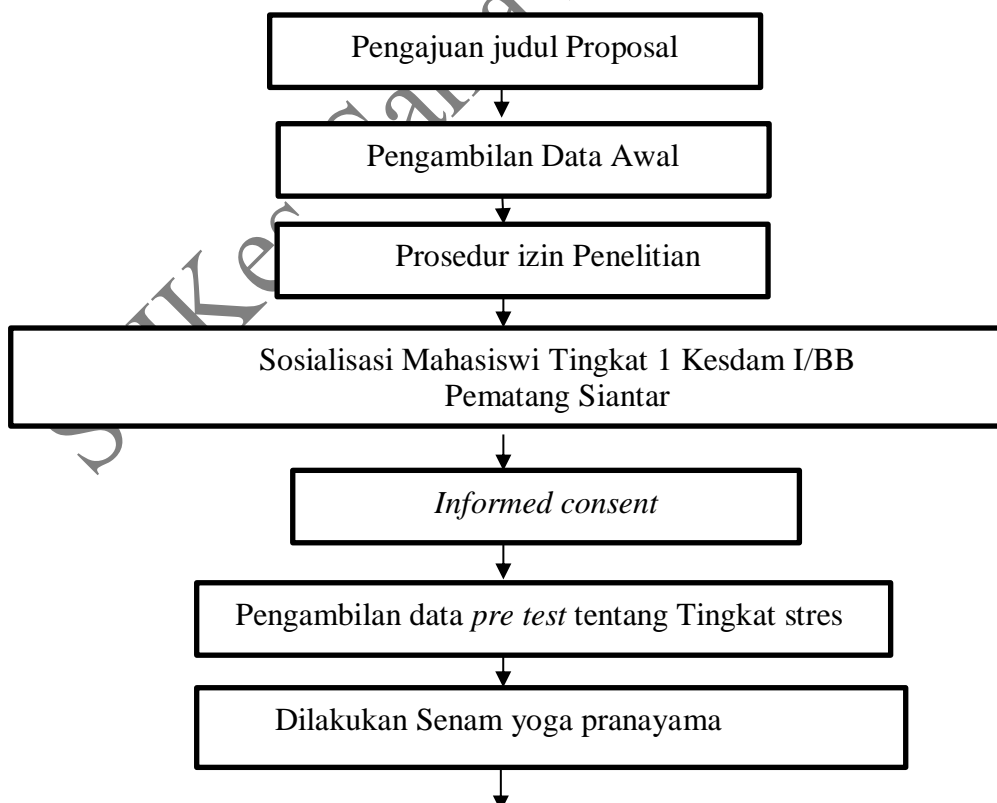 Pengajuan judul Proposal
Pengambilan Data Awal
Prosedur izin Penelitian
Sosialisasi Mahasiswi Tingkat 1 Kesdam I/BB
Pematang Siantar
Informed consent
Pengambilan data pre test tentang Tingkat stres
Dilakukan Senam yoga pranayama